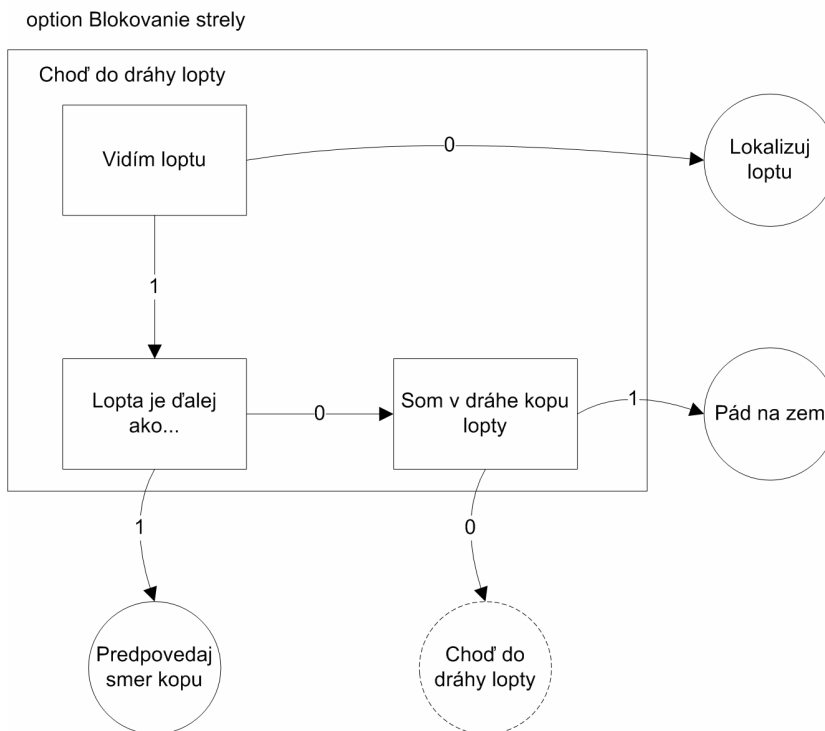 option Blokovanie strely
Choď do dráhy lopty
Vidím loptu
0
Lokalizuj
loptu
1
Lopta je ďalej
ako...
0
Som v dráhe kopu
lopty
1
Pád na zem
1
0
Predpovedaj
smer kopu
Choď do
dráhy lopty